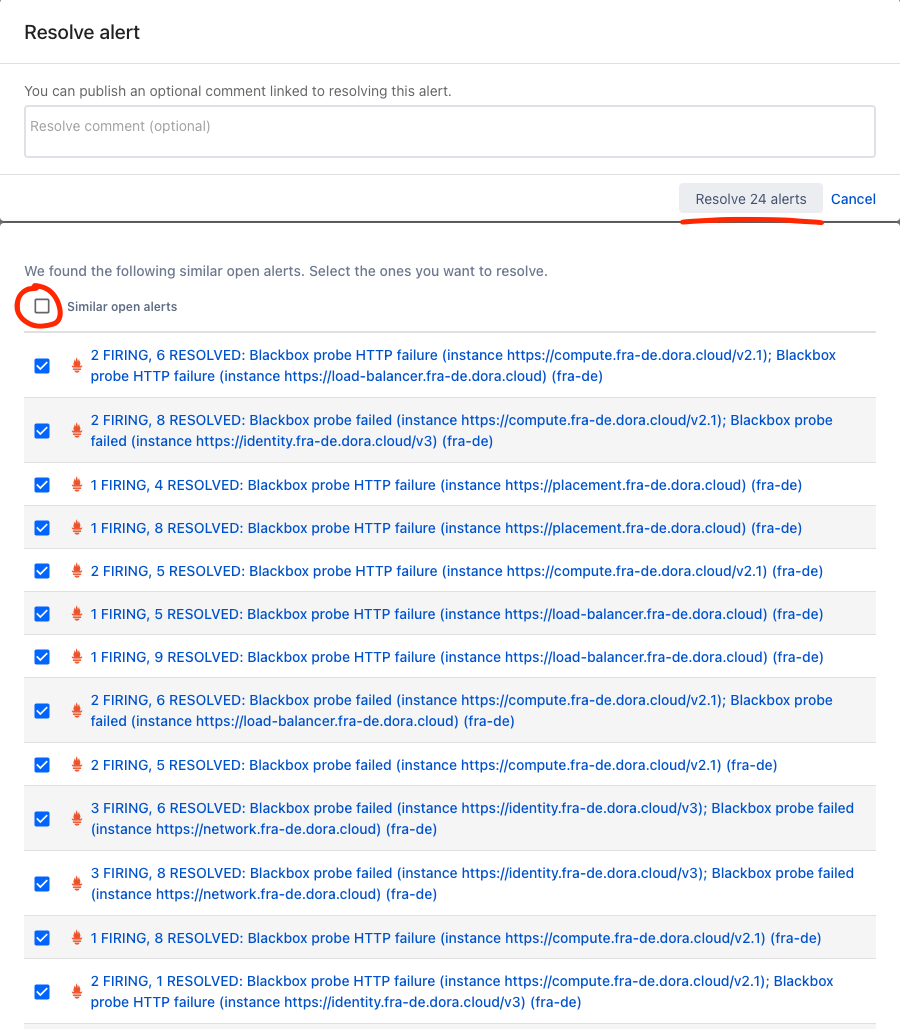 Resolve alert
You can publish an optional comment linked to resolving this alert.
Resolve comment (optional)
Resolve 24 alerts
Cancel
We found the following similar open alerts. Select the ones you want to resolve.
Similar open alerts
2 FIRING, 6 RESOLVED: Blackbox probe HTTP failure (instance https://compute.fra-de.dora.cloud/v2.1); Blackbox
probe HTTP failure (instance https://load-balancer.fra-de.dora.cloud) (fra-de)
2 FIRING, 8 RESOLVED: Blackbox probe failed (instance https://compute.fra-de.dora.cloud/v2.1); Blackbox probe
failed (instance https://identity.fra-de.dora.cloud/v3) (fra-de)
1 FIRING, 4 RESOLVED: Blackbox probe HTTP failure (instance https://placement.fra-de.dora.cloud) (fra-de)
1 FIRING, 8 RESOLVED: Blackbox probe HTTP failure (instance https://placement.fra-de.dora.cloud) (fra-de)
2 FIRING, 5 RESOLVED: Blackbox probe HTTP failure (instance https://compute.fra-de.dora.cloud/v2.1) (fra-de)
1 FIRING, 5 RESOLVED: Blackbox probe HTTP failure (instance https://load-balancer.fra-de.dora.cloud) (fra-de)
1 FIRING, 9 RESOLVED: Blackbox probe HTTP failure (instance https://load-balancer.fra-de.dora.cloud) (fra-de)
2 FIRING, 6 RESOLVED: Blackbox probe failed (instance https://compute.fra-de.dora.cloud/v2.1); Blackbox probe
failed (instance https://load-balancer.fra-de.dora.cloud) (fra-de)
2 FIRING, 5 RESOLVED: Blackbox probe failed (instance https://compute.fra-de.dora.cloud/v2.1) (fra-de)
3 FIRING, 6 RESOLVED: Blackbox probe failed (instance https://identity.fra-de.dora.cloud/v3); Blackbox probe failed
(instance https://network.fra-de.dora.cloud) (fra-de)
3 FIRING, 8 RESOLVED: Blackbox probe failed (instance https://identity.fra-de.dora.cloud/v3); Blackbox probe failed
(instance https://network.fra-de.dora.cloud) (fra-de)
1 FIRING, 8 RESOLVED: Blackbox probe HTTP failure (instance https://compute.fra-de.dora.cloud/v2.1) (fra-de)
2 FIRING, 1 RESOLVED: Blackbox probe HTTP failure (instance https://compute.fra-de.dora.cloud/v2.1); Blackbox
probe HTTP failure (instance https://identity.fra-de.dora.cloud/v3) (fra-de)